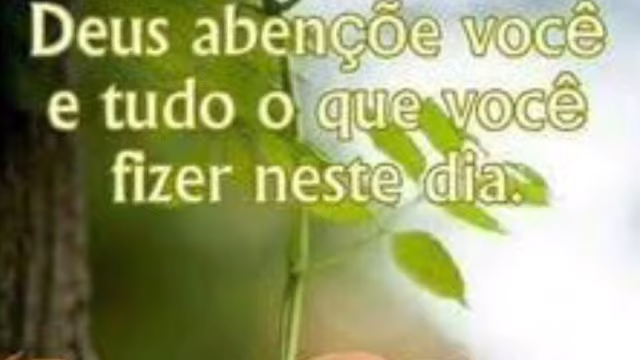 Deus abençõe você
e tudo o que você
fizer neste dia.